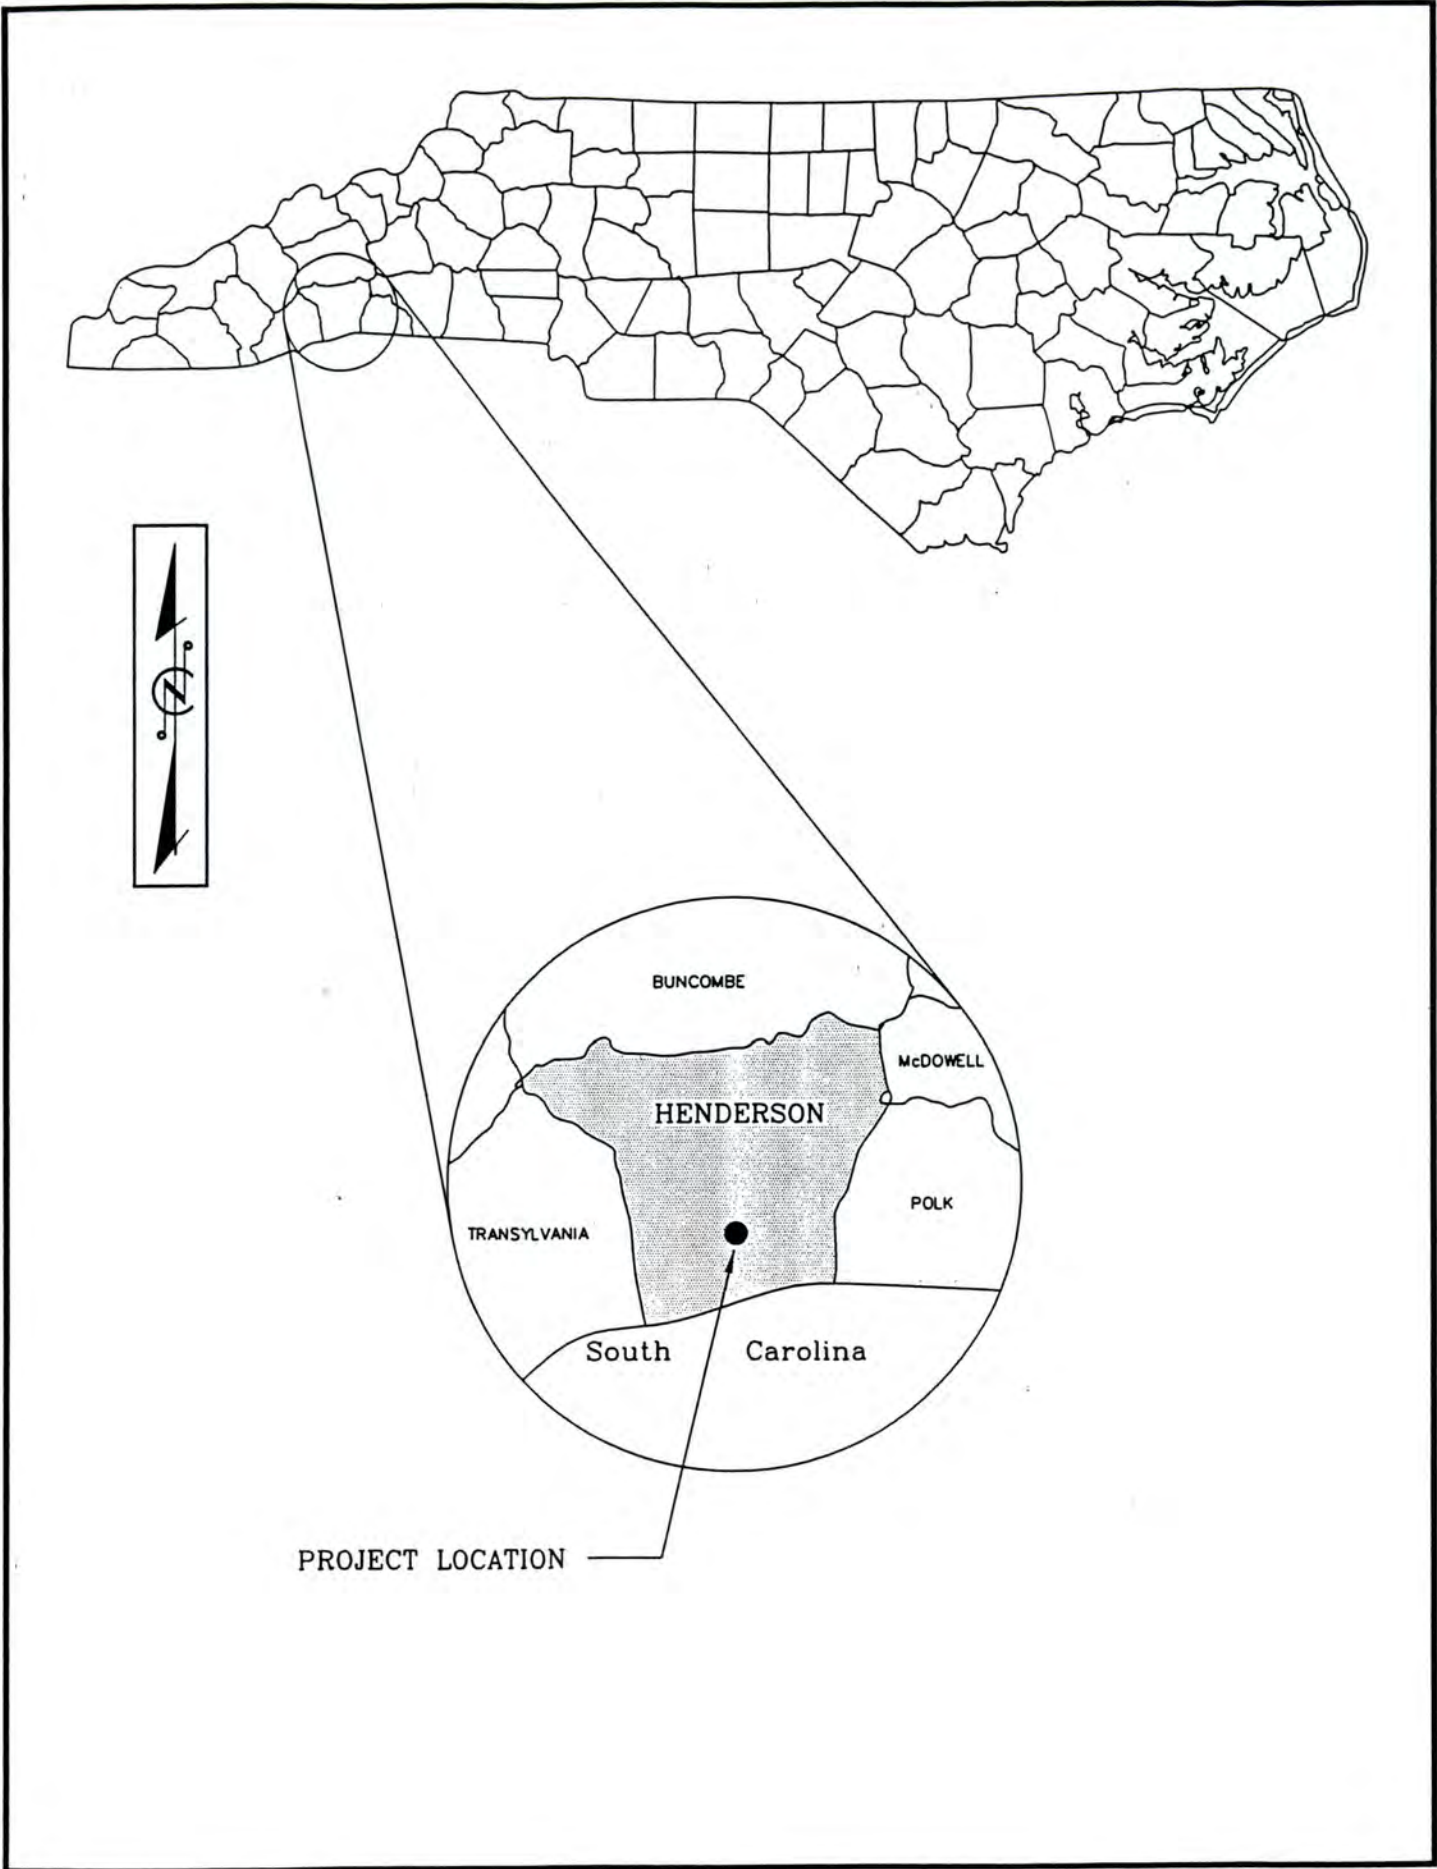 N
BUNCOMBE
McDOWELL
HENDERSON
POLK
TRANSYLVANIA
South Carolina
PROJECT LOCATION